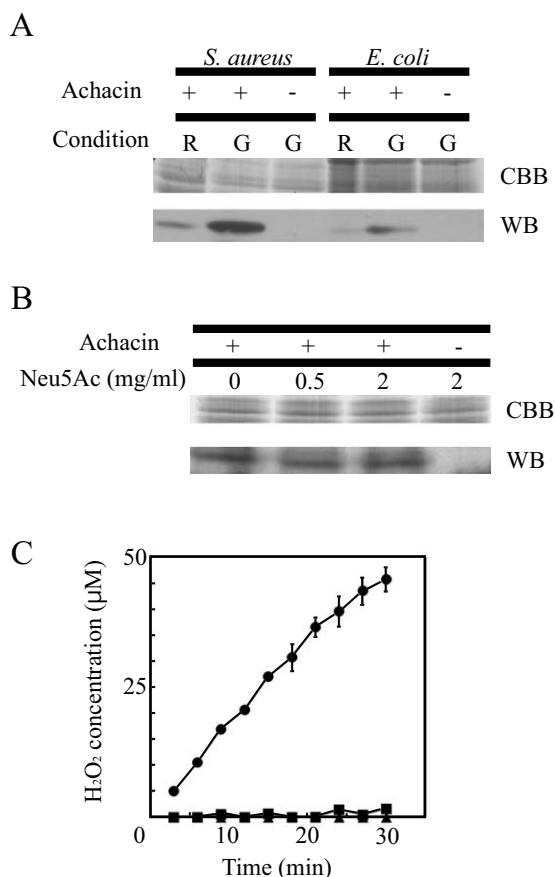 A
S. aureus E. coli
Achacin + + - + + -
Condition R G G R G G
CBB
WB
B
Achacin + + + -
Neu5Ac (mg/ml) 0 0.5 2 2
CBB
WB
C
50
25
H₂O₂ concentration (μM)
0 10 20 30
Time (min)